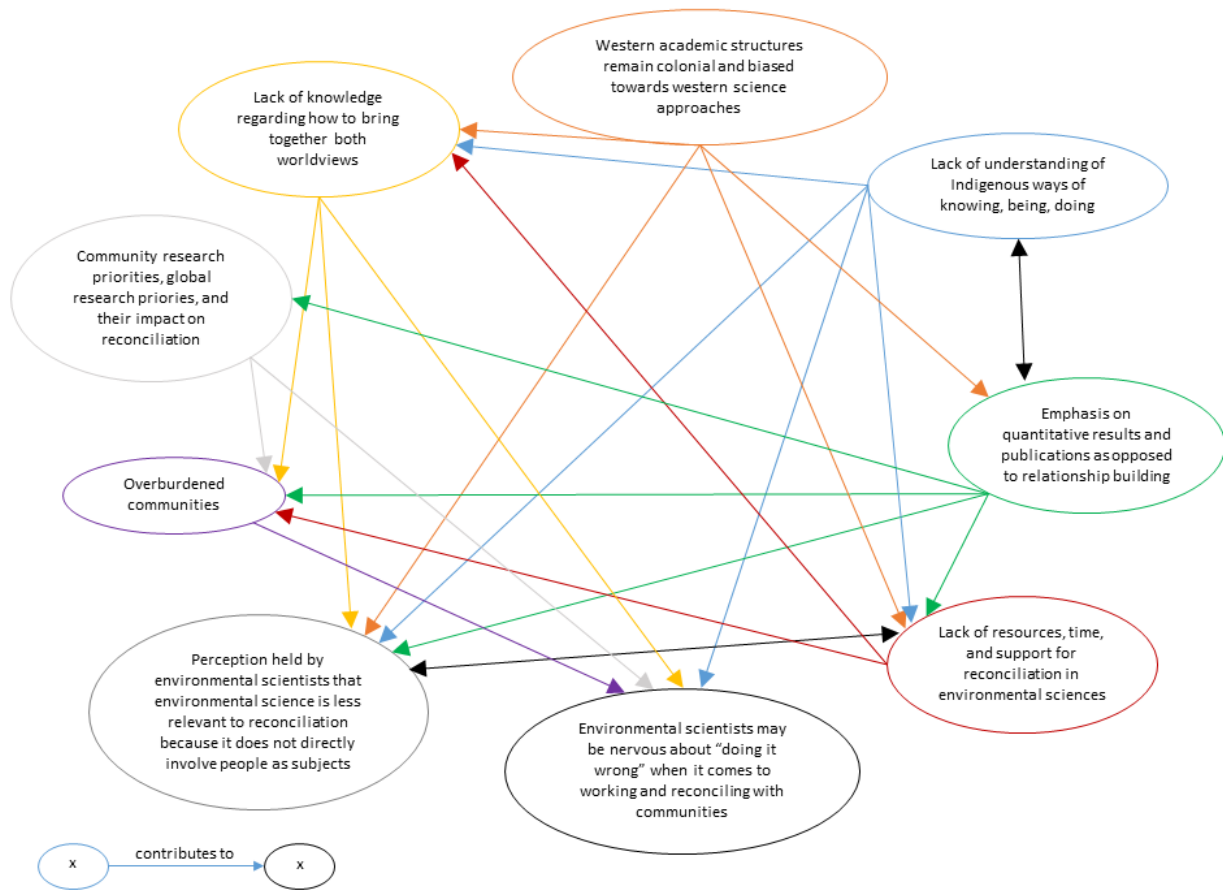 Western academic structures
remain colonial and biased
towards western science
approaches
Lack of knowledge
regarding how to bring
together both
worldviews
Lack of understanding of
Indigenous ways of
knowing, being, doing
Community research
priorities, global
research priories, and
their impact on
reconciliation
Emphasis on
quantitative results and
publications as opposed
to relationship building
Overburdened
communities
Lack of resources, time,
and support for
reconciliation in
environmental sciences
Perception held by
environmental scientists that
environmental science is less
relevant to reconciliation
because it does not directly
involve people as subjects
Environmental scientists may
be nervous about “doing it
wrong” when it comes to
working and reconciling with
communities
x contributes to x